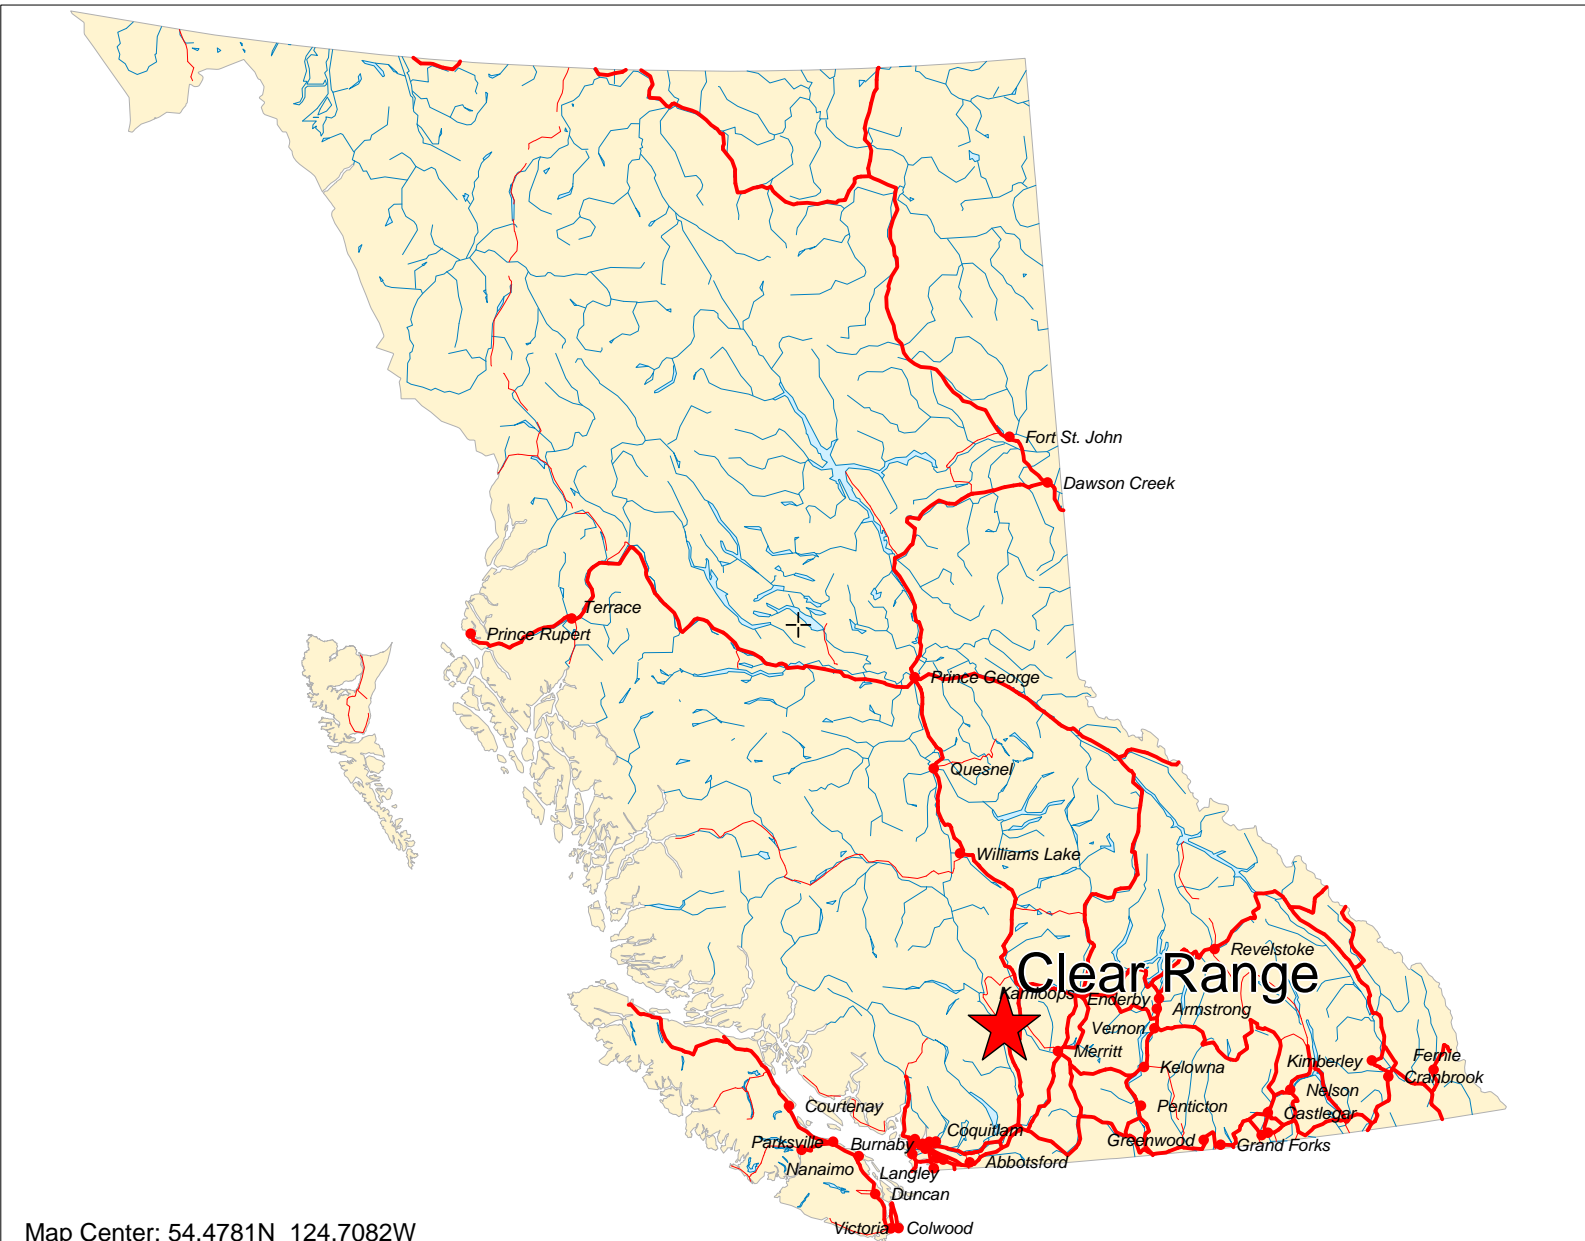 Fort St. John
Dawson Creek
Terrace
Prince Rupert
Prince George
Quesnel
Williams Lake
Revelstoke
Clear Range
Kamloops
Enderby
Armstrong
Vernon
Merritt
Kelowna
Kimberley
Fernie
Cranbrook
Nelson
Penticton
Castlegar
Courtenay
Coquitlam
Greenwood
Grand Forks
Parksville
Burnaby
Abbotsford
Nanaimo
Langley
Duncan
Victoria
Colwood
Map Center: 54.4781N 124.7082W